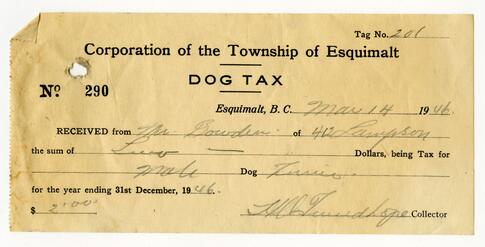 Tag No. 201
Corporation of the Township of Esquimalt
DOG TAX
No 290
Esquimalt, B. C. Mar 14 1946.
RECEIVED from Mr. Bowden of 412 Lampson
the sum of Two — Dollars, being Tax for
male Dog Terrier
for the year ending 31st December, 1946.
$ 2.00 Collector